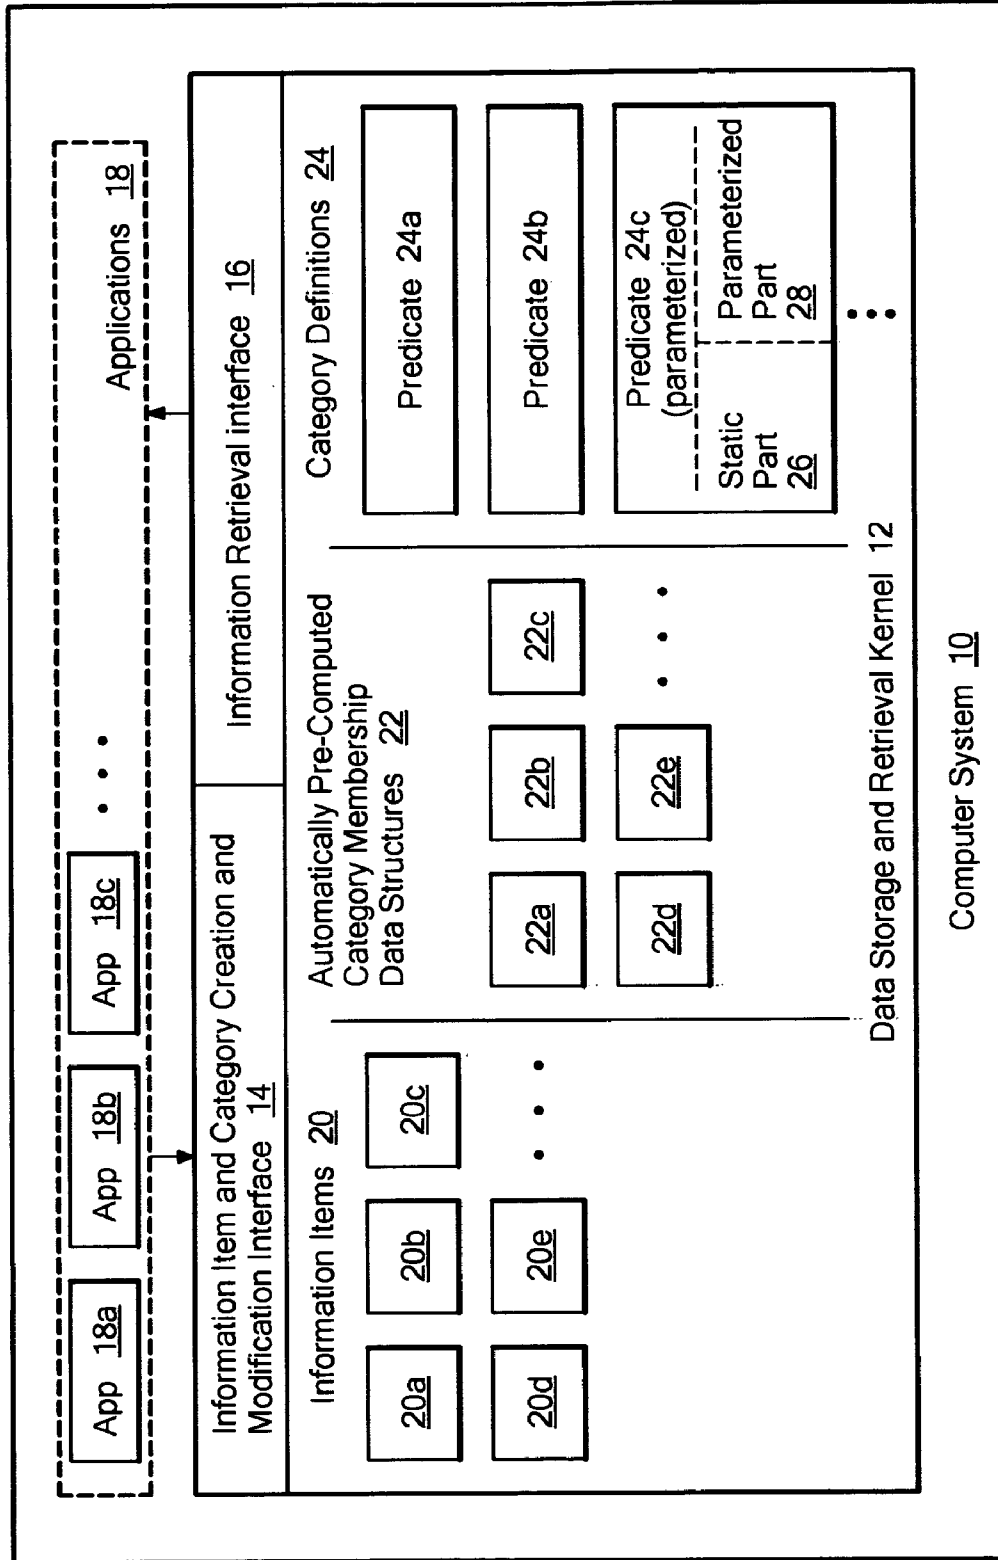 App 18a
App 18b
App 18c
Applications 18
Information Item and Category Creation and
Modification Interface 14
Information Retrieval interface 16
Information Items 20
20a
20b
20c
20d
20e
Automatically Pre-Computed
Category Membership
Data Structures 22
22a
22b
22c
22d
22e
Category Definitions 24
Predicate 24a
Predicate 24b
Predicate 24c
(parameterized)
Static
Part
26
Parameterized
Part
28
Data Storage and Retrieval Kernel 12
Computer System 10